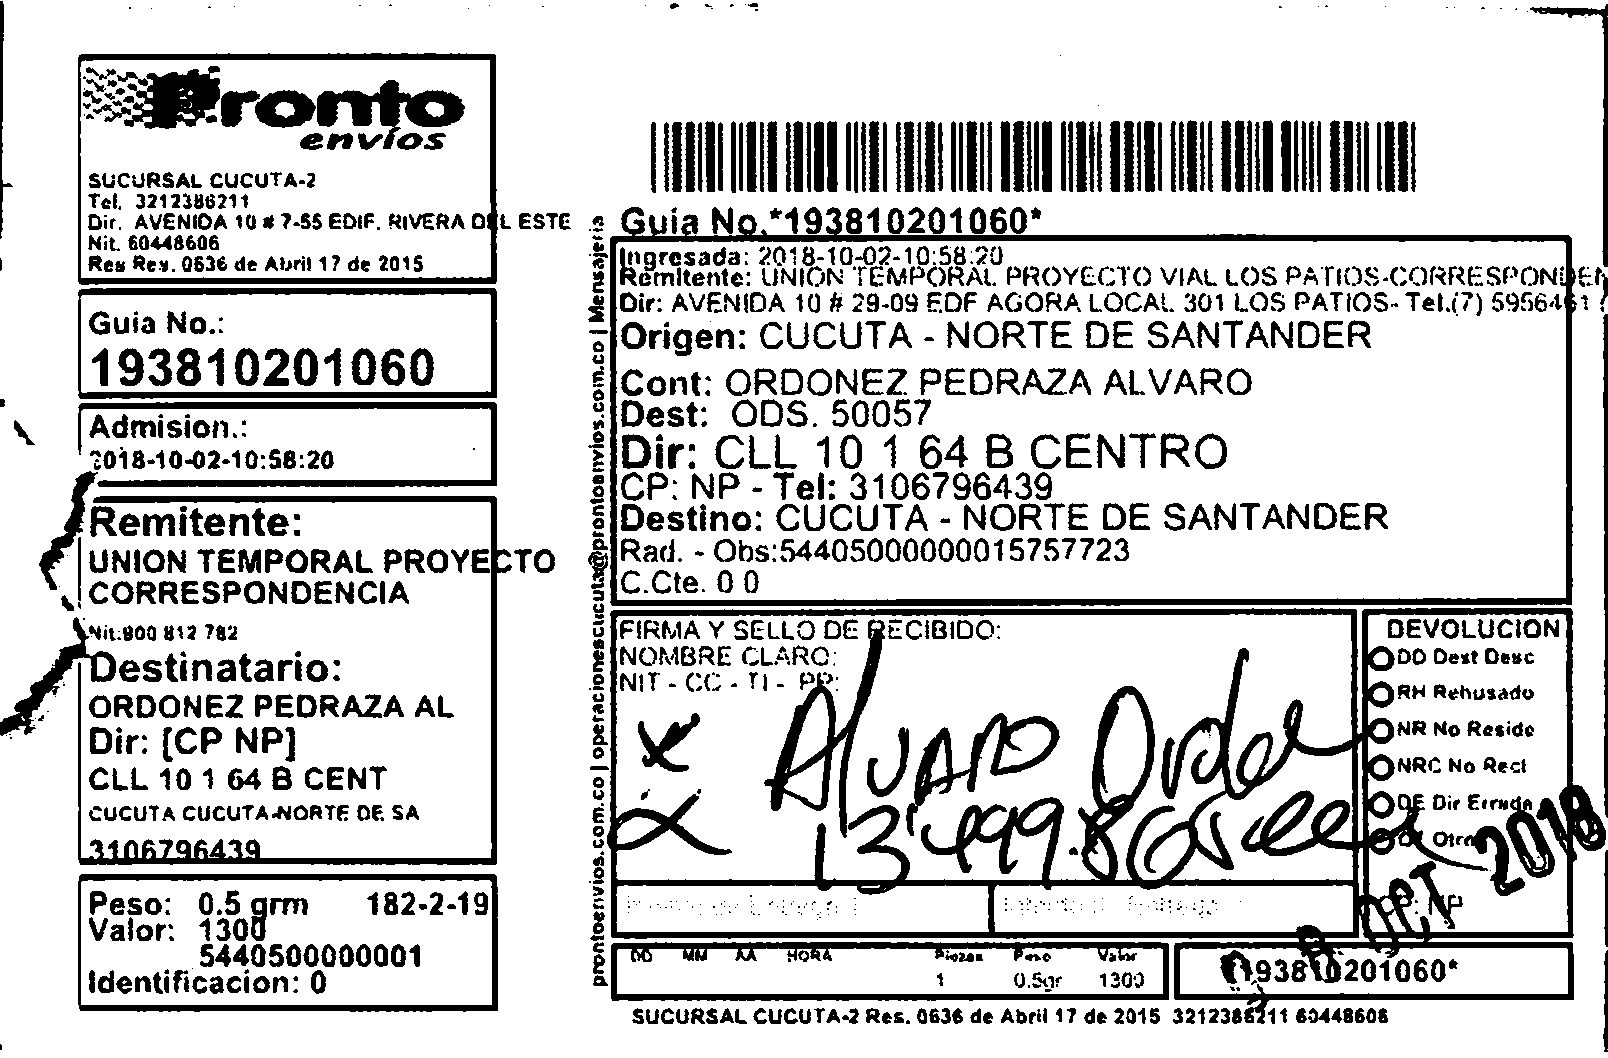 Pronto
envíos
SUCURSAL CUCUTA-2
Tel. 3212386211
Dir. AVENIDA 10 # 7-55 EDIF. RIVERA DEL ESTE
Nit. 60448606
Res Rev. 0636 de Abril 17 de 2015
Guia No.:
193810201060
Admision.:
2018-10-02-10:58:20
Remitente:
UNION TEMPORAL PROYECTO
CORRESPONDENCIA
Nit:900 812 782
Destinatario:
ORDONEZ PEDRAZA AL
Dir: [CP NP]
CLL 10 1 64 B CENT
CUCUTA CUCUTA-NORTE DE SA
3106796439
Peso: 0.5 grm 182-2-19
Valor: 1300
5440500000001
Identificacion: 0
prontoenvios.com.co | operacionescucuta@prontoenvios.com.co | Mensajeria
Guia No.*193810201060*
Ingresada: 2018-10-02-10:58:20
Remitente: UNION TEMPORAL PROYECTO VIAL LOS PATIOS-CORRESPONDEN
Dir: AVENIDA 10 # 29-09 EDF AGORA LOCAL 301 LOS PATIOS- Tel.(7) 5956461
Origen: CUCUTA - NORTE DE SANTANDER
Cont: ORDONEZ PEDRAZA ALVARO
Dest: ODS. 50057
Dir: CLL 10 1 64 B CENTRO
CP: NP - Tel: 3106796439
Destino: CUCUTA - NORTE DE SANTANDER
Rad. - Obs:54405000000015757723
C.Cte. 0 0
FIRMA Y SELLO DE RECIBIDO:
NOMBRE CLARO:
NIT - CC - TI - PP:
Alvaro
13'499.8
DEVOLUCION
DD Dest Desc
RH Rehusado
NR No Reside
NRC No Recl
DE Dir Errada
Otro
OCT 2018
DD MM AA HORA Piezas Peso Valor
1 0.5gr 1300
193810201060*
SUCURSAL CUCUTA-2 Res. 0636 de Abril 17 de 2015 3212386211 60448606